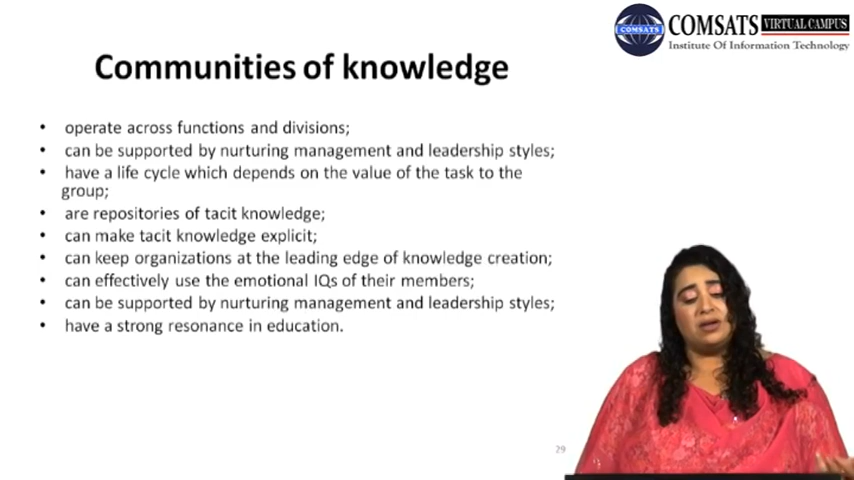 COMSATS VIRTUAL CAMPUS
COMSATS
Institute Of Information Technology
Communities of knowledge
• operate across functions and divisions;
• can be supported by nurturing management and leadership styles;
• have a life cycle which depends on the value of the task to the
group;
• are repositories of tacit knowledge;
• can make tacit knowledge explicit;
• can keep organizations at the leading edge of knowledge creation;
• can effectively use the emotional IQs of their members;
• can be supported by nurturing management and leadership styles;
• have a strong resonance in education.
29